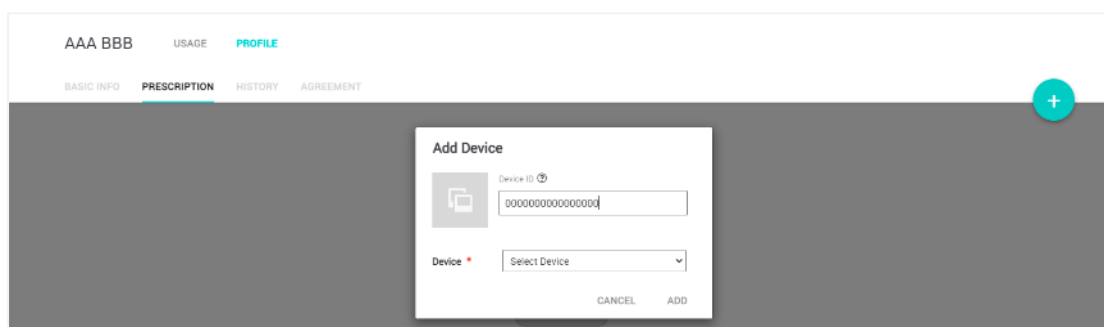 AAA BBB USAGE PROFILE
BASIC INFO PRESCRIPTION HISTORY AGREEMENT
+
Add Device
Device ID ?
0000000000000000
Device * Select Device
CANCEL ADD